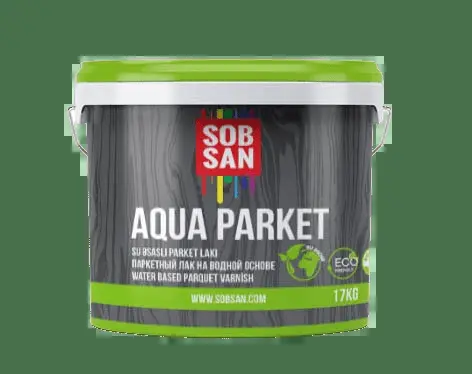 SOB
SAN
AQUA PARKET
SU ƏSASLI PARKET LAKI
ПАРКЕТНЫЙ ЛАК НА ВОДНОЙ ОСНОВЕ
WATER BASED PARQUET VARNISH
ECO
WWW.SOBSAN.COM
17KG